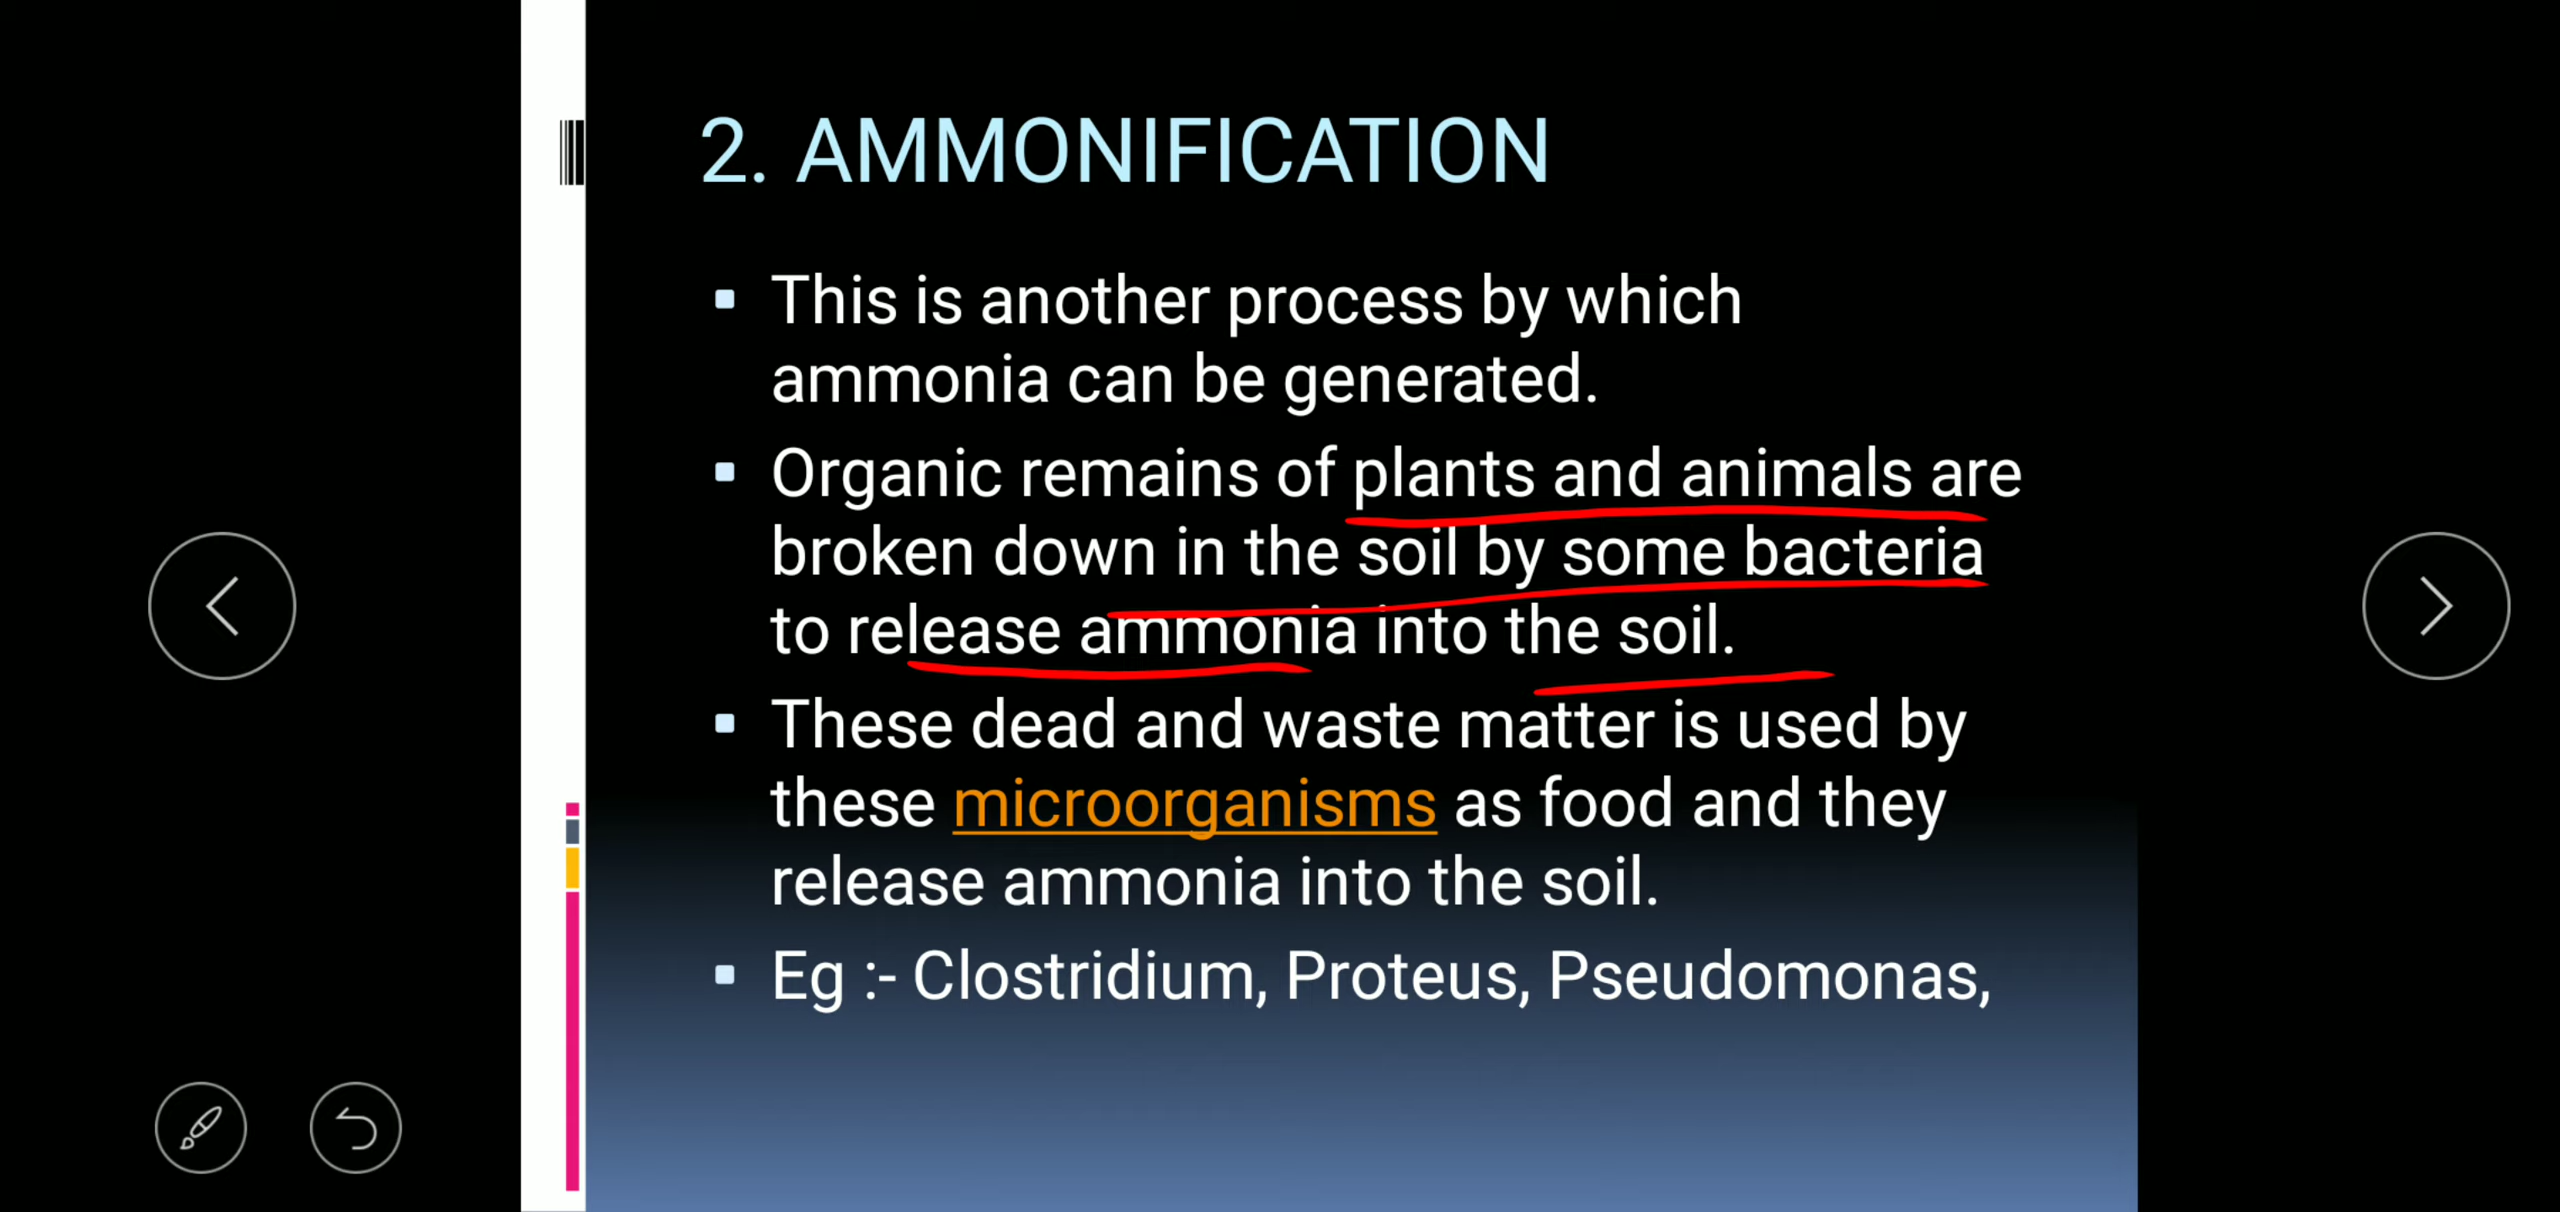 2. AMMONIFICATION
This is another process by which
ammonia can be generated.
Organic remains of plants and animals are
broken down in the soil by some bacteria
to release ammonia into the soil.
These dead and waste matter is used by
these microorganisms as food and they
release ammonia into the soil.
Eg :- Clostridium, Proteus, Pseudomonas,